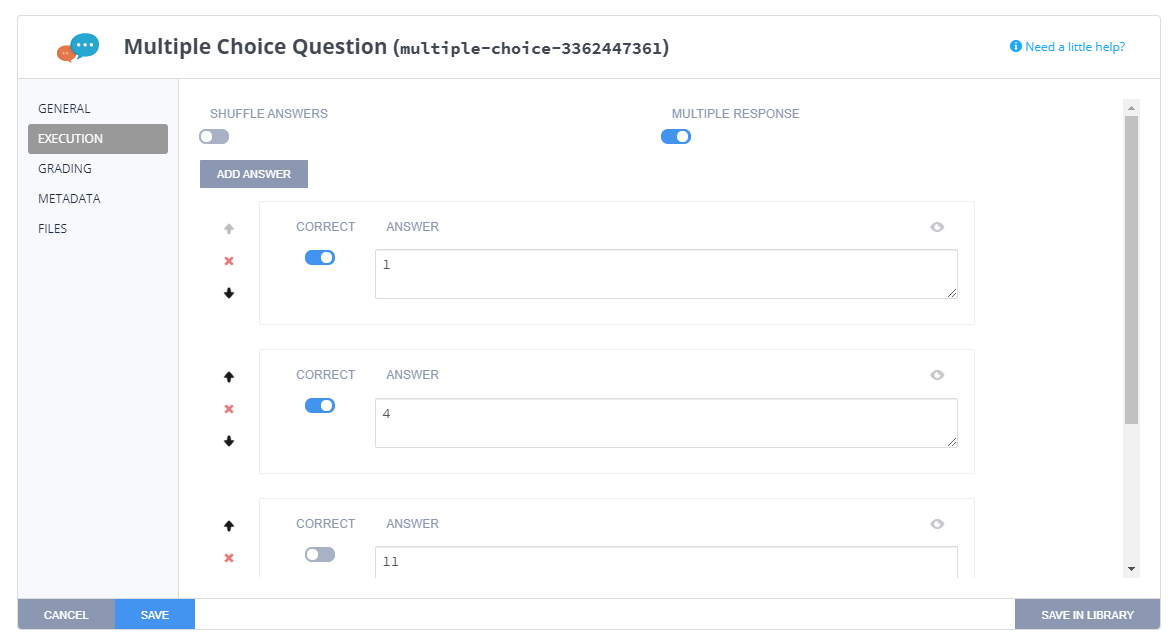 Multiple Choice Question (multiple-choice-3362447361)
Need a little help?
GENERAL
EXECUTION
GRADING
METADATA
FILES
SHUFFLE ANSWERS
MULTIPLE RESPONSE
ADD ANSWER
CORRECT ANSWER
1
CORRECT ANSWER
4
CORRECT ANSWER
11
CANCEL
SAVE
SAVE IN LIBRARY